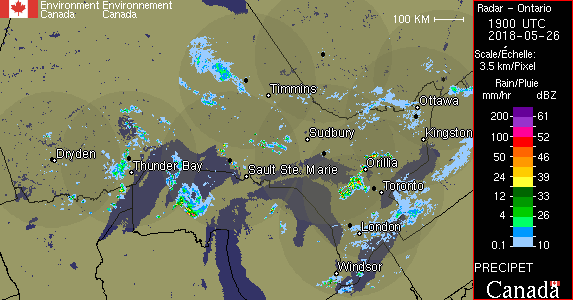 Environment Environnement
Canada Canada
100 KM
Timmins
Ottawa
Sudbury
Kingston
Dryden
Thunder Bay
Sault Ste. Marie
Orillia
Toronto
London
Windsor
Radar - Ontario
1900 UTC
2018-05-26
Scale/Échelle:
3.5 km/Pixel
Rain/Pluie
mm/hr dBZ
200 61
100 52
50 46
24 39
12 33
4 26
0.1 10
PRECIPET
Canada